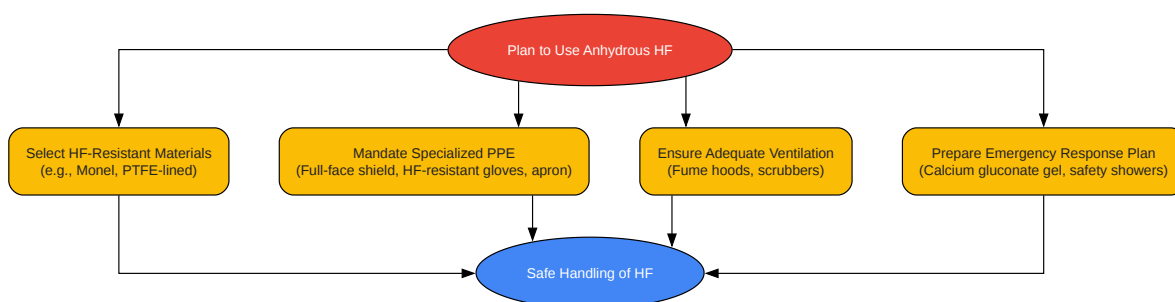 Plan to Use Anhydrous HF
Select HF-Resistant Materials
(e.g., Monel, PTFE-lined)
Mandate Specialized PPE
(Full-face shield, HF-resistant gloves, apron)
Ensure Adequate Ventilation
(Fume hoods, scrubbers)
Prepare Emergency Response Plan
(Calcium gluconate gel, safety showers)
Safe Handling of HF